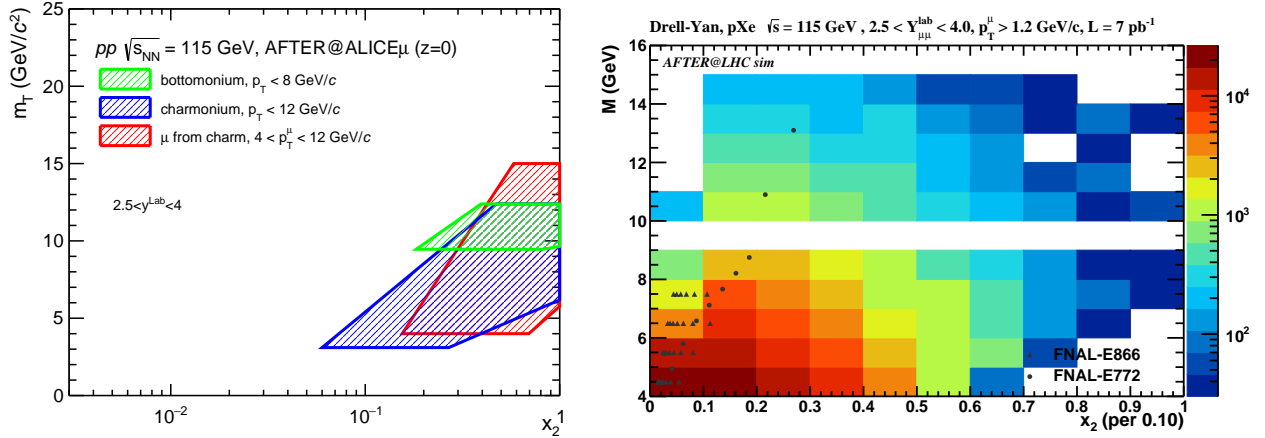 m_T (GeV/c²)
25
20
15
10
5
0
pp √s_NN = 115 GeV, AFTER@ALICEμ (z=0)
bottomonium, p_T < 8 GeV/c
charmonium, p_T < 12 GeV/c
μ from charm, 4 < p_T^μ < 12 GeV/c
2.5<y^Lab<4
10⁻² 10⁻¹ 1
x₂
Drell-Yan, pXe √s = 115 GeV , 2.5 < Y_μμ^lab < 4.0, p_T^μ > 1.2 GeV/c, L = 7 pb⁻¹
AFTER@LHC sim
M (GeV)
14
12
10
8
6
4
FNAL-E866
FNAL-E772
0 0.1 0.2 0.3 0.4 0.5 0.6 0.7 0.8 0.9 1
x₂ (per 0.10)
10⁴
10³
10²